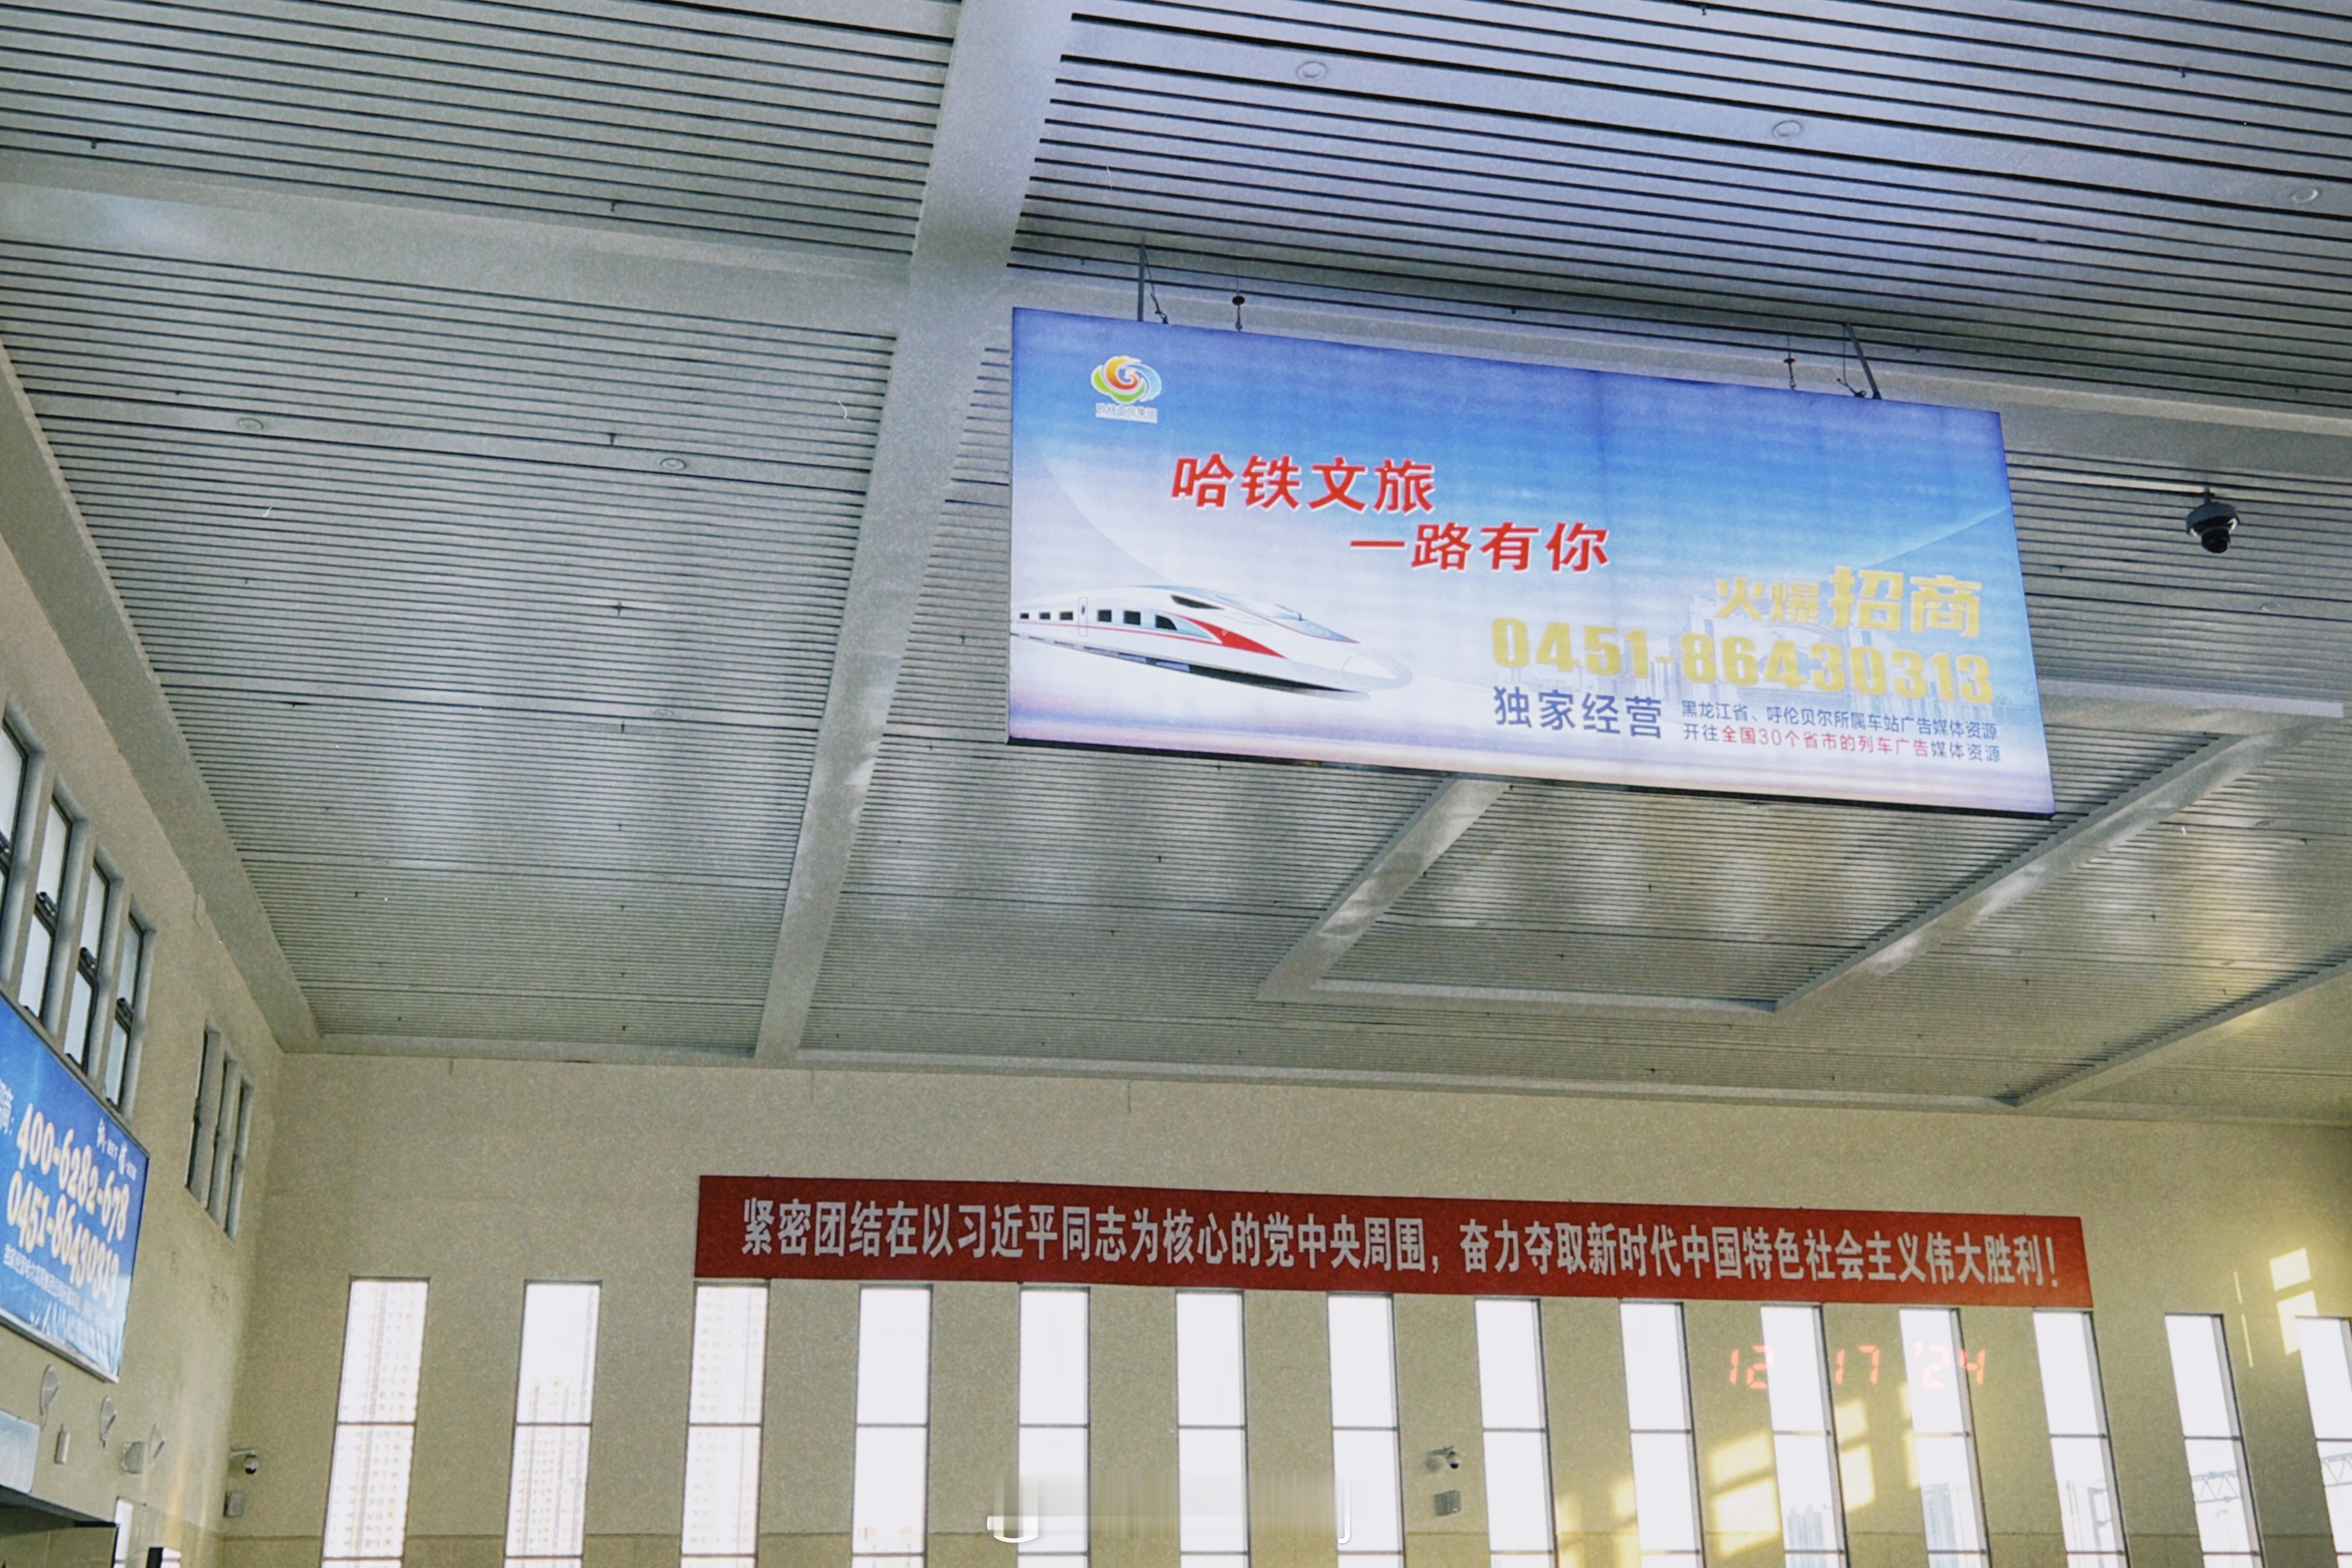 哈铁文旅
一路有你
火爆招商
0451-86430313
独家经营
黑龙江省、呼伦贝尔所属车站广告媒体资源
开往全国30个省市的列车广告媒体资源
商：
400-6282-678
0451-86430313
紧密团结在以习近平同志为核心的党中央周围，奋力夺取新时代中国特色社会主义伟大胜利！
12 17 '24